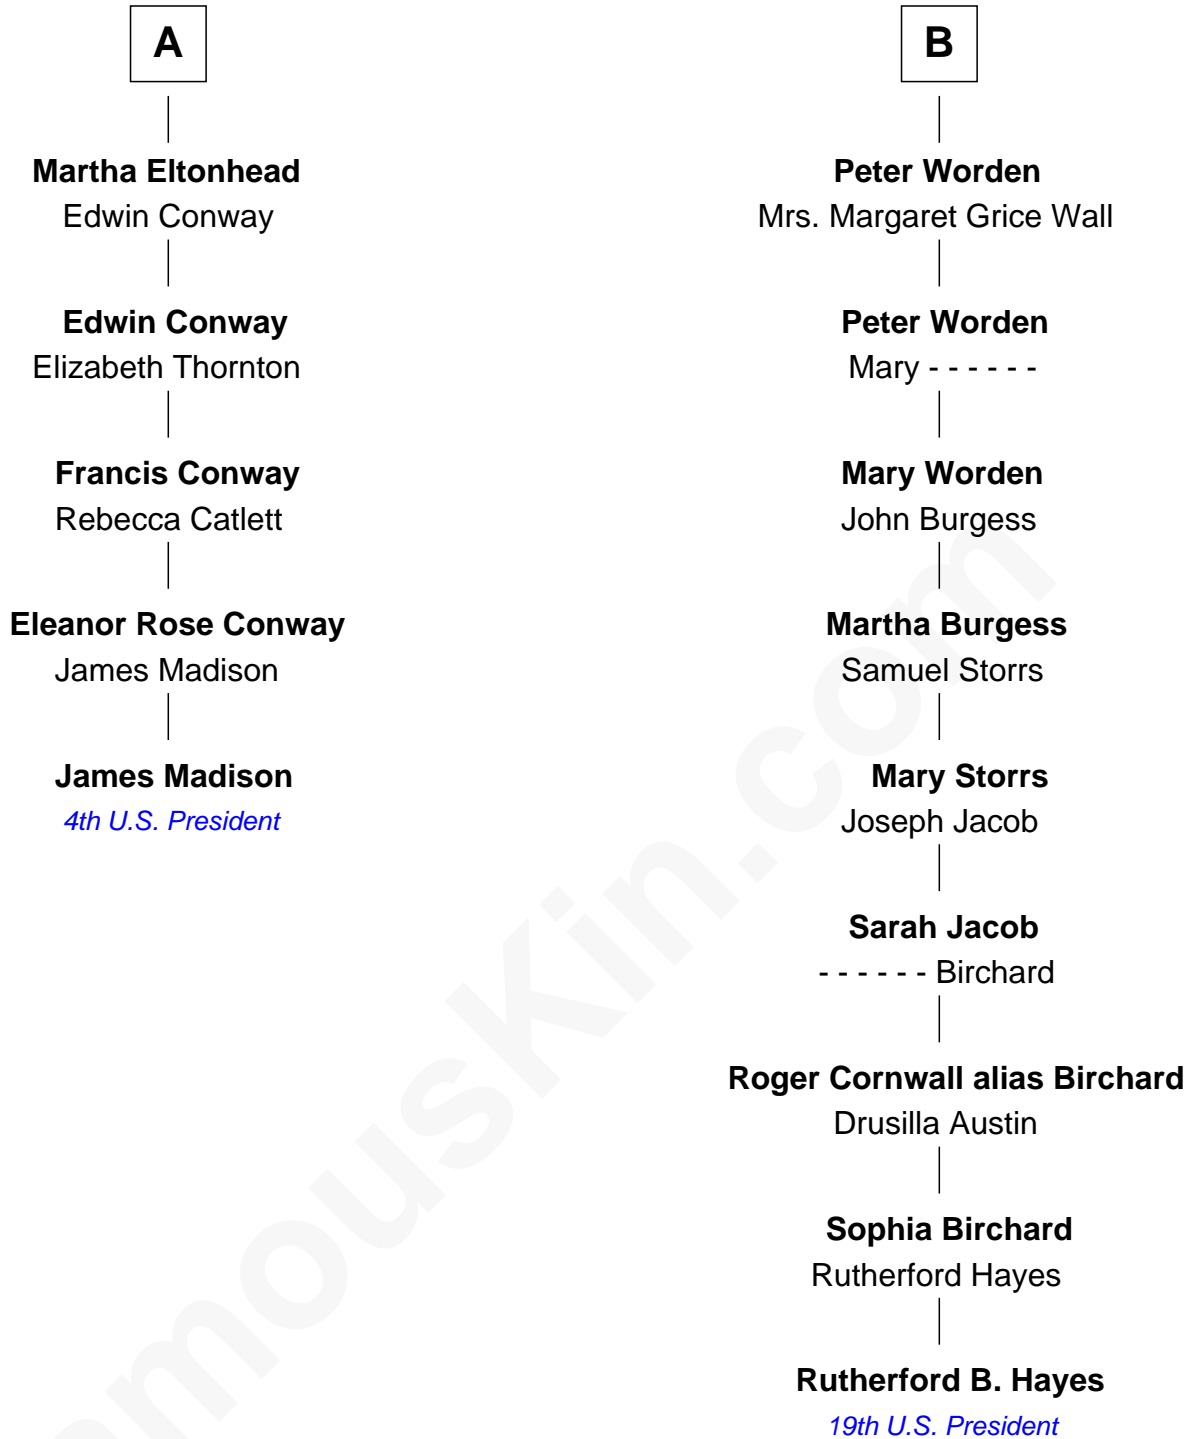 A
Martha Eltonhead
Edwin Conway
Edwin Conway
Elizabeth Thornton
Francis Conway
Rebecca Catlett
Eleanor Rose Conway
James Madison
James Madison
4th U.S. President
B
Peter Worden
Mrs. Margaret Grice Wall
Peter Worden
Mary - - - - - -
Mary Worden
John Burgess
Martha Burgess
Samuel Storrs
Mary Storrs
Joseph Jacob
Sarah Jacob
- - - - - - Birchard
Roger Cornwall alias Birchard
Drusilla Austin
Sophia Birchard
Rutherford Hayes
Rutherford B. Hayes
19th U.S. President
amouskin.com